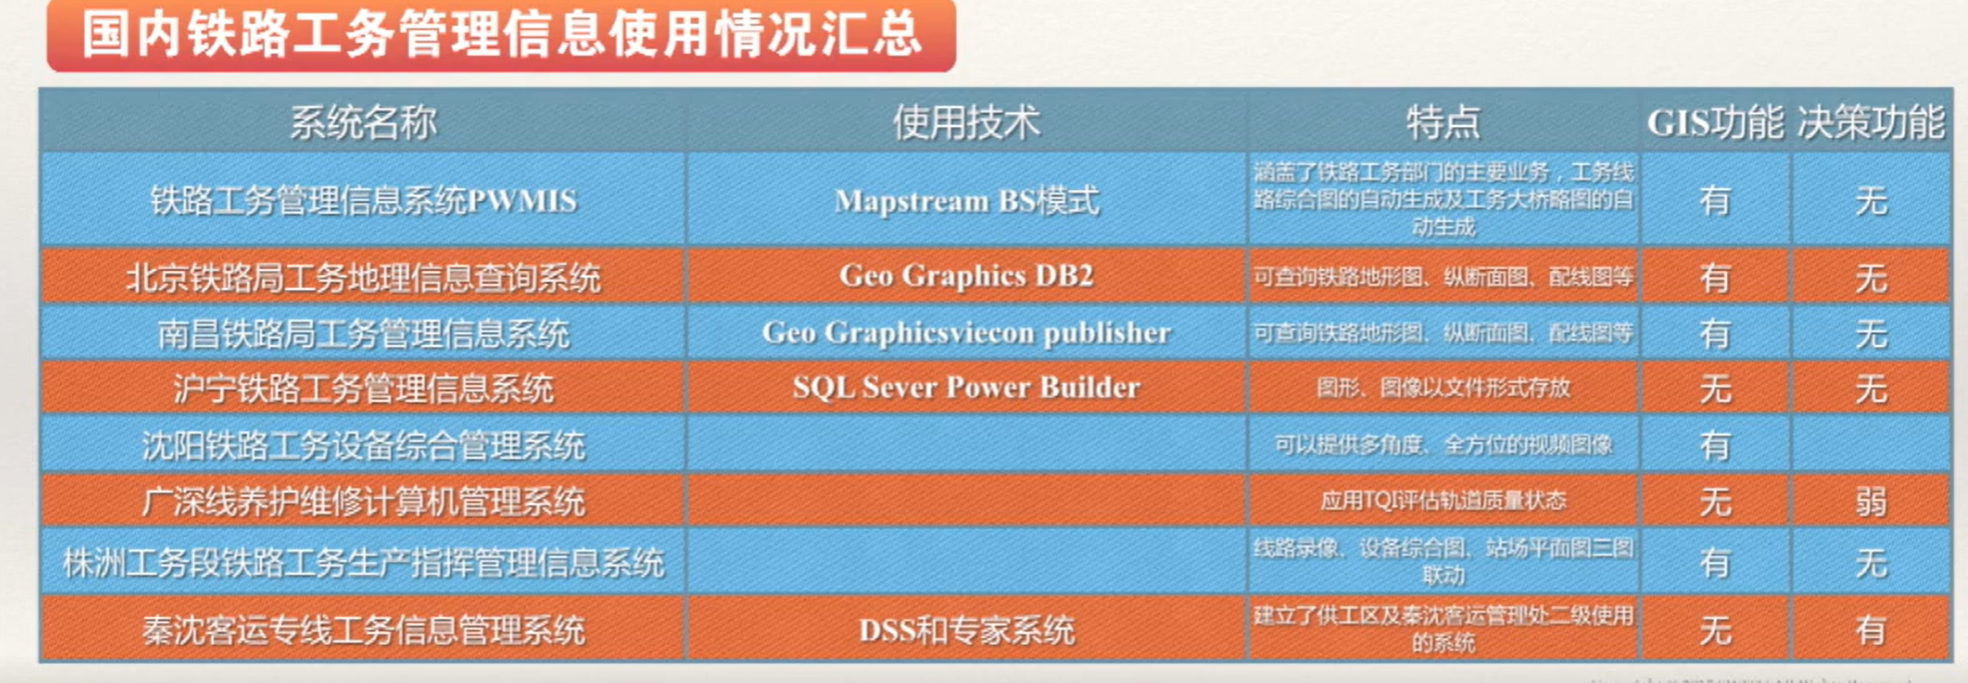 国内铁路工务管理信息使用情况汇总
系统名称 使用技术 特点 GIS功能 决策功能
铁路工务管理信息系统PWMIS Mapstream BS模式 涵盖了铁路工务部门的主要业务，工务线
路综合图的自动生成及工务大桥略图的自
动生成 有 无
北京铁路局工务地理信息查询系统 Geo Graphics DB2 可查询铁路地形图、纵断面图、配线图等 有 无
南昌铁路局工务管理信息系统 Geo Graphicsviecon publisher 可查询铁路地形图、纵断面图、配线图等 有 无
沪宁铁路工务管理信息系统 SQL Sever Power Builder 图形、图像以文件形式存放 无 无
沈阳铁路工务设备综合管理系统 可以提供多角度、全方位的视频图像 有
广深线养护维修计算机管理系统 应用TQI评估轨道质量状态 无 弱
株洲工务段铁路工务生产指挥管理信息系统 线路录像、设备综合图、站场平面图三图
联动 有 无
秦沈客运专线工务信息管理系统 DSS和专家系统 建立了供工区及秦沈客运管理处二级使用
的系统 无 有